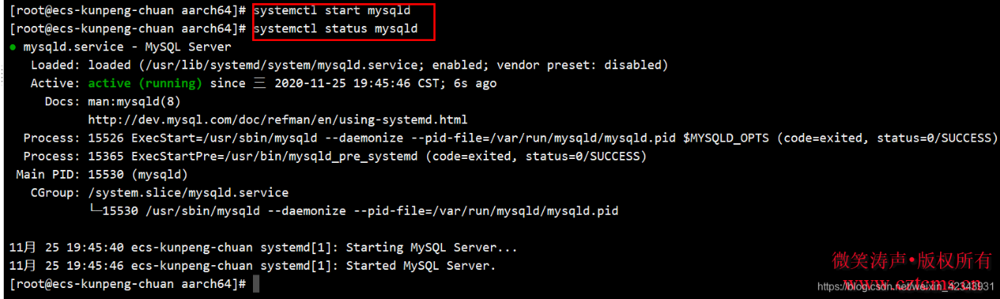 [root@ecs-kunpeng-chuan aarch64]# systemctl start mysqld
[root@ecs-kunpeng-chuan aarch64]# systemctl status mysqld
● mysqld.service - MySQL Server
   Loaded: loaded (/usr/lib/systemd/system/mysqld.service; enabled; vendor preset: disabled)
   Active: active (running) since 三 2020-11-25 19:45:46 CST; 6s ago
     Docs: man:mysqld(8)
           http://dev.mysql.com/doc/refman/en/using-systemd.html
  Process: 15526 ExecStart=/usr/sbin/mysqld --daemonize --pid-file=/var/run/mysqld/mysqld.pid $MYSQLD_OPTS (code=exited, status=0/SUCCESS)
  Process: 15365 ExecStartPre=/usr/bin/mysqld_pre_systemd (code=exited, status=0/SUCCESS)
 Main PID: 15530 (mysqld)
   CGroup: /system.slice/mysqld.service
           └─15530 /usr/sbin/mysqld --daemonize --pid-file=/var/run/mysqld/mysqld.pid

11月 25 19:45:40 ecs-kunpeng-chuan systemd[1]: Starting MySQL Server...
11月 25 19:45:46 ecs-kunpeng-chuan systemd[1]: Started MySQL Server.
[root@ecs-kunpeng-chuan aarch64]#
微笑涛声•版权所有
https://blog.csdn.net/weixin_42343931